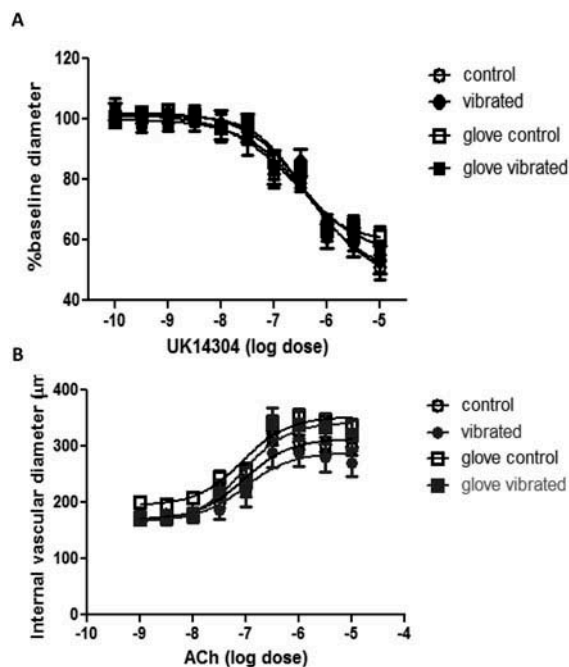 A
120
100
80
60
40
%baseline diameter
-10 -9 -8 -7 -6 -5
UK14304 (log dose)
control
vibrated
glove control
glove vibrated
B
400
300
200
100
0
Internal vascular diameter (µm
-10 -9 -8 -7 -6 -5 -4
ACh (log dose)
control
vibrated
glove control
glove vibrated